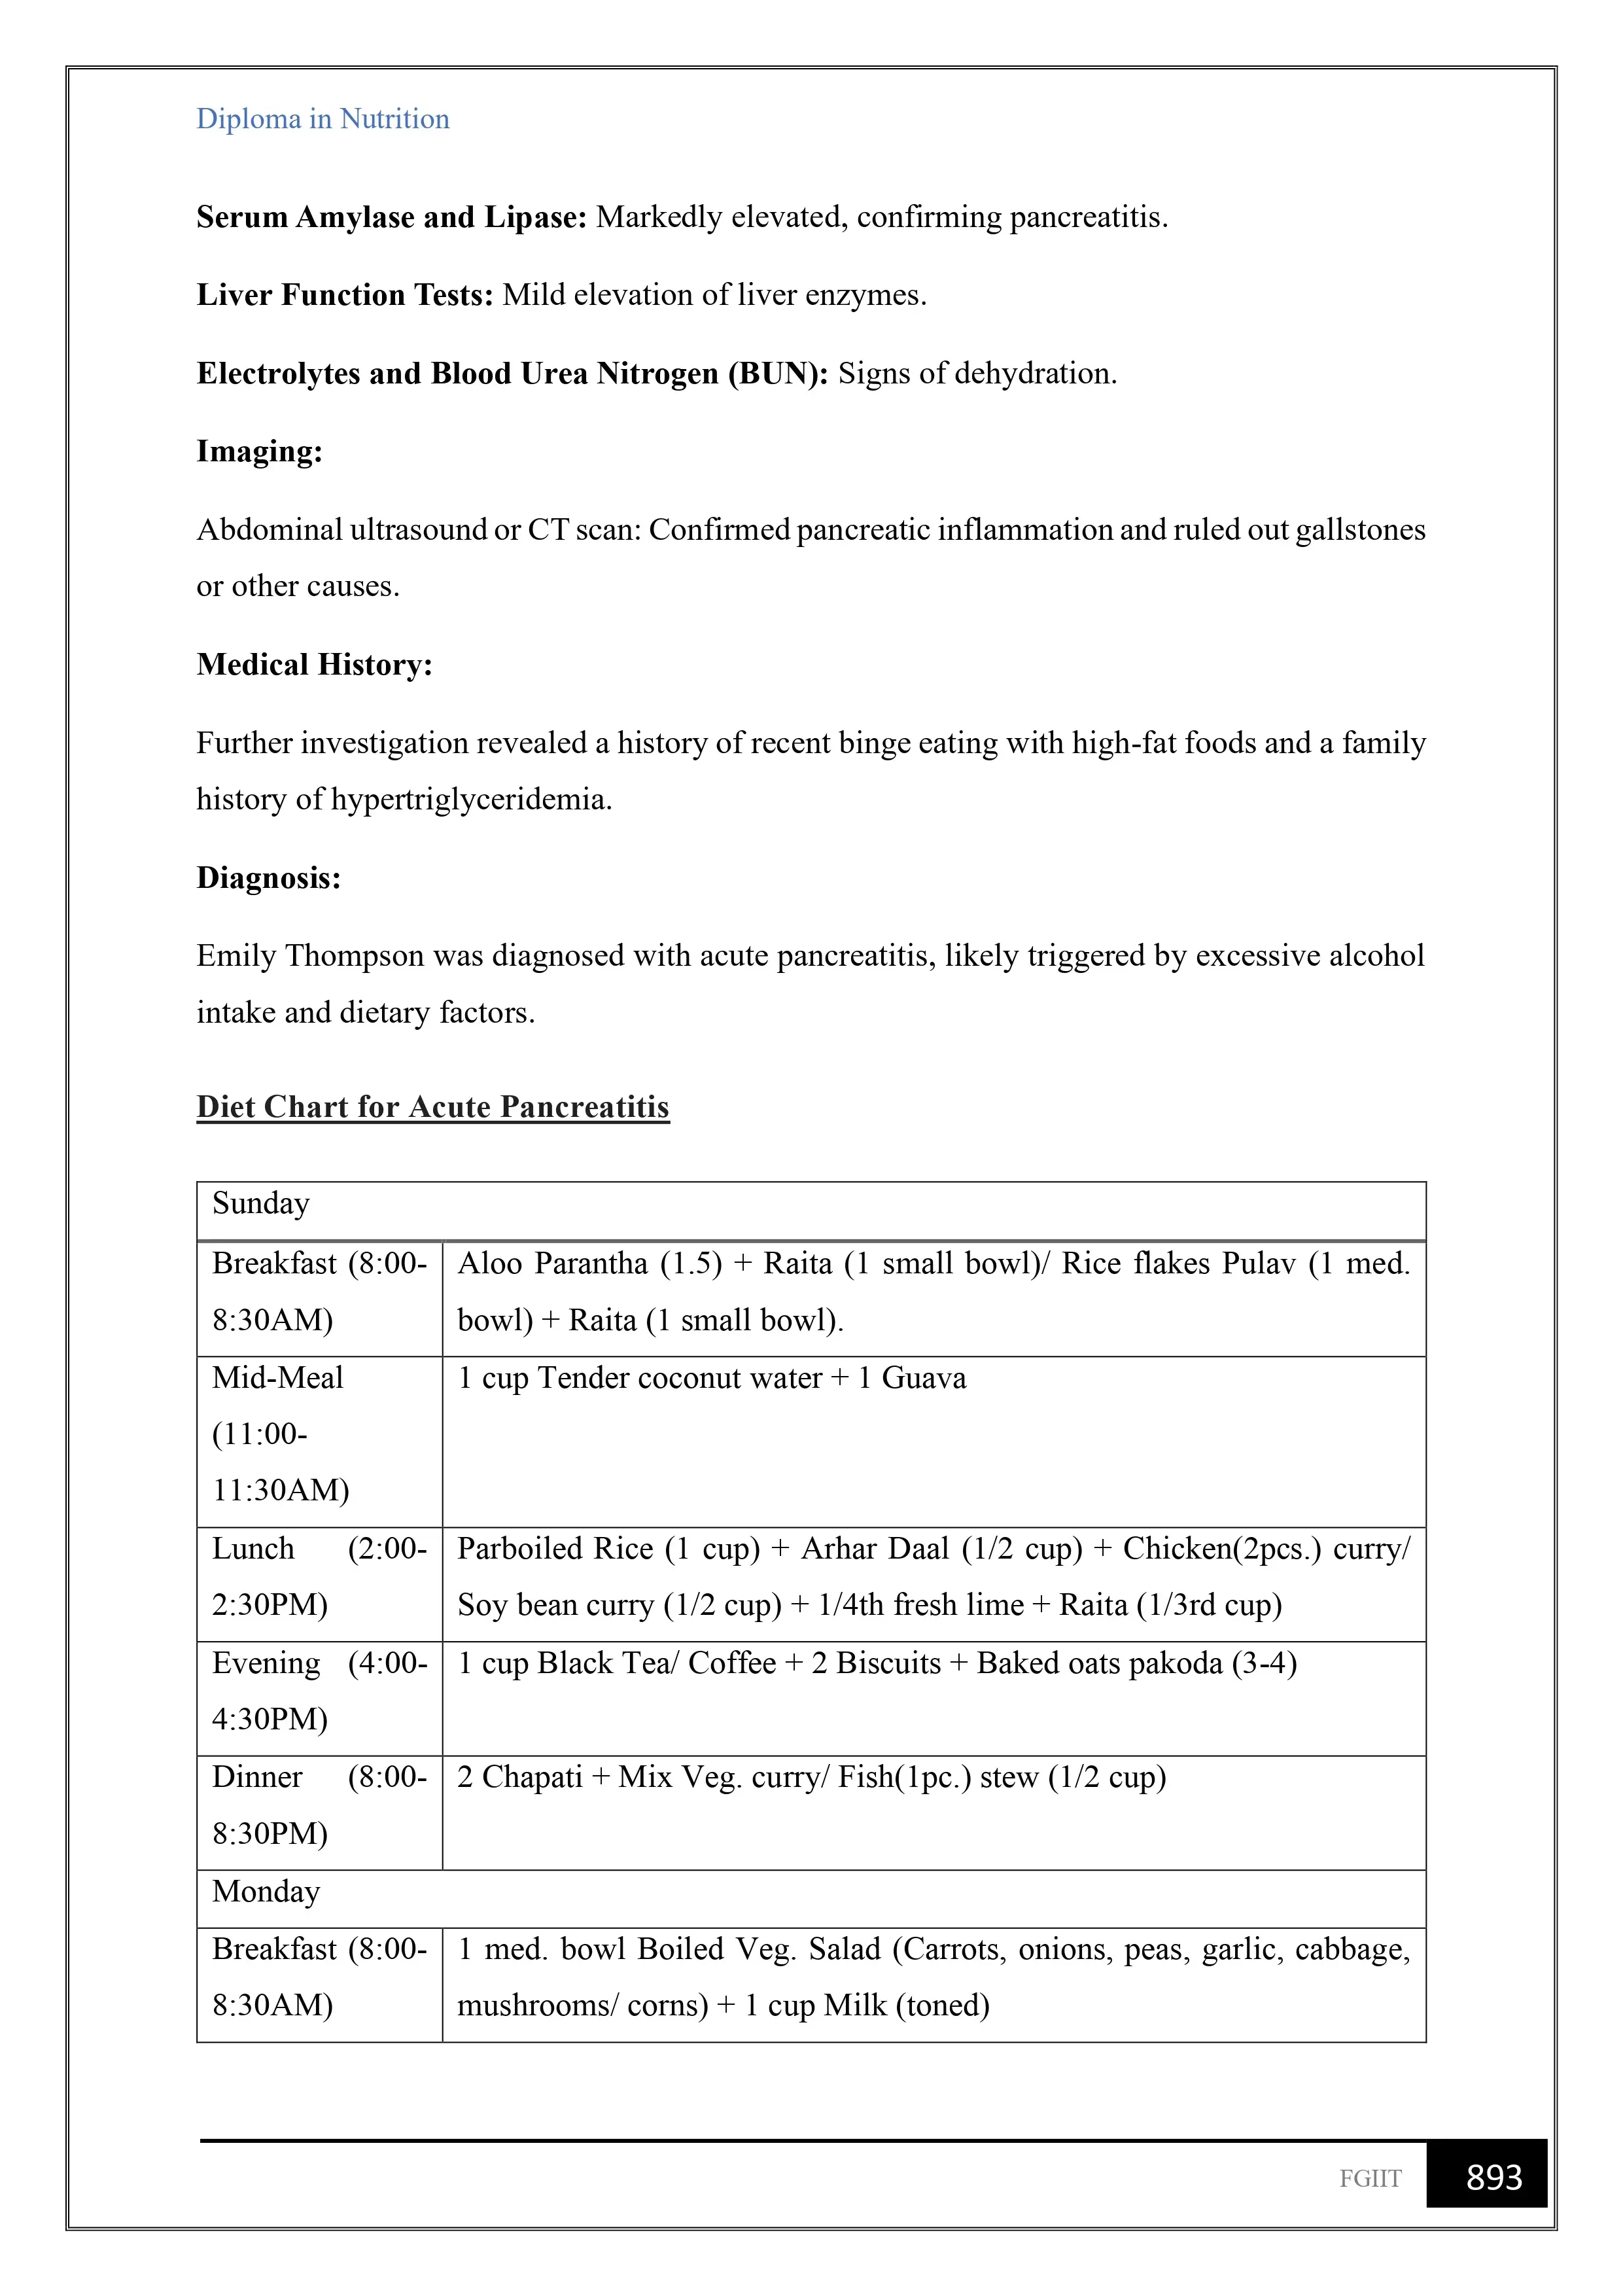 Diploma in Nutrition
Serum Amylase and Lipase: Markedly elevated, confirming pancreatitis.
Liver Function Tests: Mild elevation of liver enzymes.
Electrolytes and Blood Urea Nitrogen (BUN): Signs of dehydration.
Imaging:
Abdominal ultrasound or CT scan: Confirmed pancreatic inflammation and ruled out gallstones
or other causes.
Medical History:
Further investigation revealed a history of recent binge eating with high-fat foods and a family
history of hypertriglyceridemia.
Diagnosis:
Emily Thompson was diagnosed with acute pancreatitis, likely triggered by excessive alcohol
intake and dietary factors.
Diet Chart for Acute Pancreatitis
Sunday
Breakfast (8:00-
8:30AM)
Aloo Parantha (1.5) + Raita (1 small bowl)/ Rice flakes Pulav (1 med.
bowl) + Raita (1 small bowl).
Mid-Meal
(11:00-
11:30AM)
1 cup Tender coconut water + 1 Guava
Lunch (2:00-
2:30PM)
Parboiled Rice (1 cup) + Arhar Daal (1/2 cup) + Chicken(2pcs.) curry/
Soy bean curry (1/2 cup) + 1/4th fresh lime + Raita (1/3rd cup)
Evening (4:00-
4:30PM)
1 cup Black Tea/ Coffee + 2 Biscuits + Baked oats pakoda (3-4)
Dinner (8:00-
8:30PM)
2 Chapati + Mix Veg. curry/ Fish(1pc.) stew (1/2 cup)
Monday
Breakfast (8:00-
8:30AM)
1 med. bowl Boiled Veg. Salad (Carrots, onions, peas, garlic, cabbage,
mushrooms/ corns) + 1 cup Milk (toned)
FGIIT 893